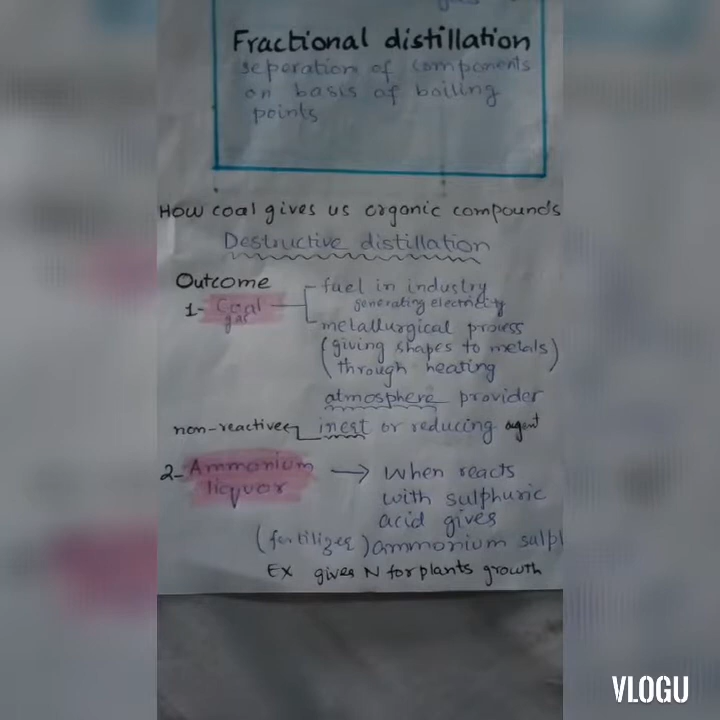 Fractional distillation
seperation of components
on basis of boiling
points
How coal gives us organic compounds
Destructive distillation
Outcome
1- Coal gas
fuel in industry
generating electricity
metallurgical process
(giving shapes to metals)
through heating
atmosphere provider
non-reactive inert or reducing agent
2- Ammonium liquor
→ when reacts
with sulphuric
acid gives
(fertilizer) ammonium sulp
Ex gives N for plants growth
VLOGU